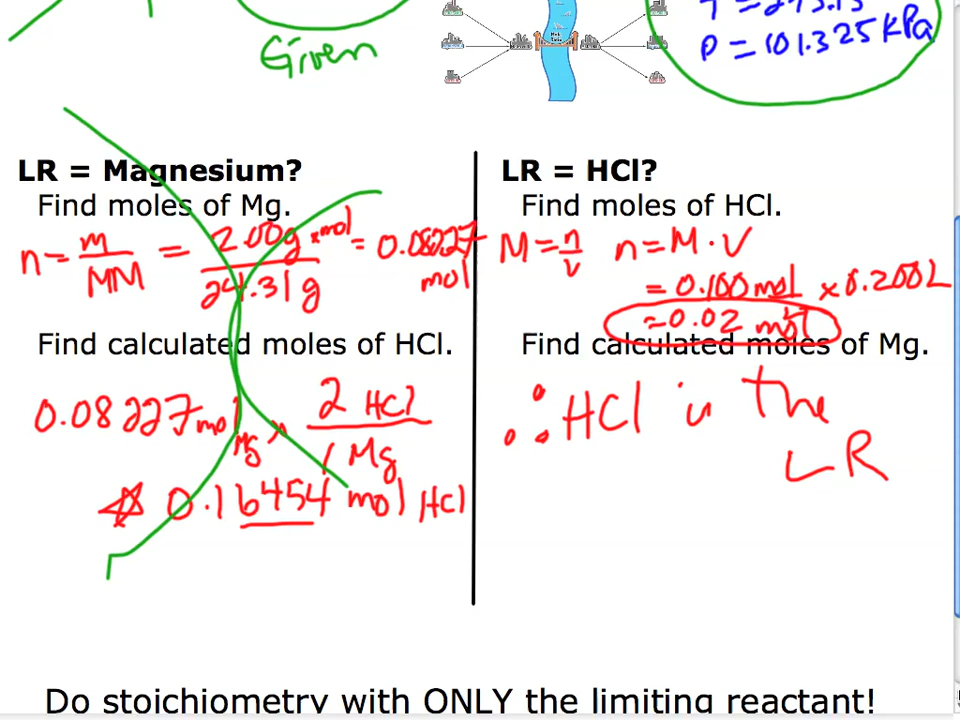 Given
P = 101.325 kPa
LR = Magnesium?
Find moles of Mg.
n = m/MM = 2.00g/24.31g × mol = 0.08227 mol
Find calculated moles of HCl.
0.08227 mol Mg × 2 HCl/1 Mg
0.16454 mol HCl
LR = HCl?
Find moles of HCl.
M = n/V n = M · V
= 0.100 mol/L × 0.200L
= 0.02 mol
Find calculated moles of Mg.
∴ HCl is the
LR
Do stoichiometry with ONLY the limiting reactant!